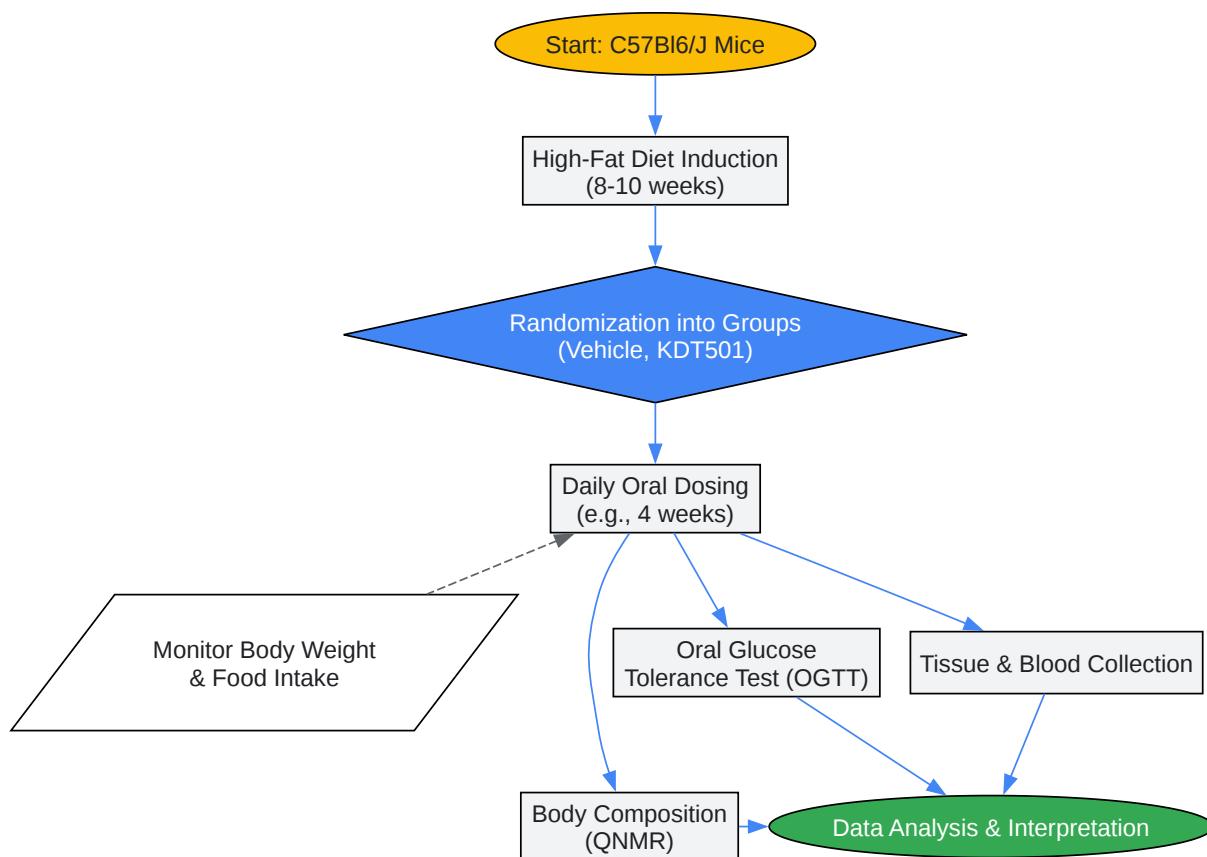 Start: C57Bl6/J Mice
High-Fat Diet Induction
(8-10 weeks)
Randomization into Groups
(Vehicle, KDT501)
Daily Oral Dosing
(e.g., 4 weeks)
Monitor Body Weight
& Food Intake
Oral Glucose
Tolerance Test (OGTT)
Tissue & Blood Collection
Body Composition
(QNMR)
Data Analysis & Interpretation